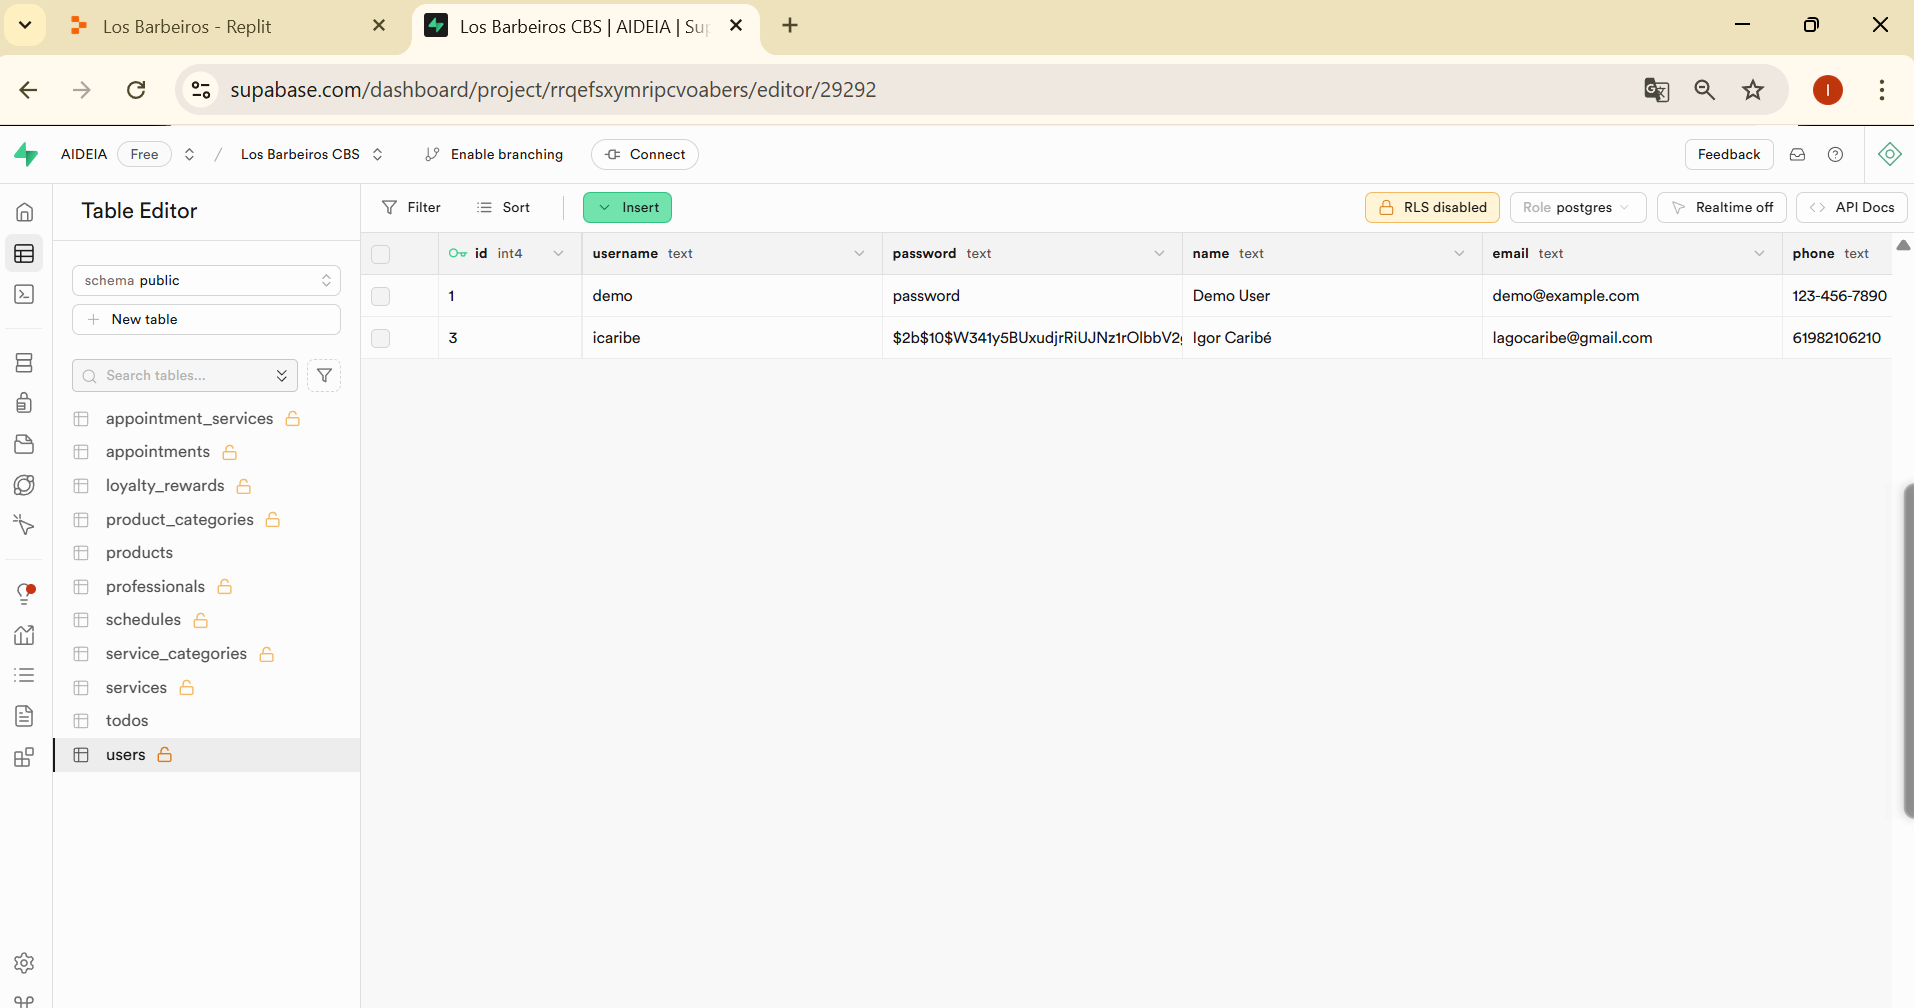 Los Barbeiros - Replit
Los Barbeiros CBS | AIDEIA | Sup
supabase.com/dashboard/project/rrqefsxymripcvoabers/editor/29292
I
AIDEIA Free / Los Barbeiros CBS Enable branching Connect Feedback
Table Editor
Filter Sort Insert RLS disabled Role postgres Realtime off API Docs
schema public
New table
Search tables...
appointment_services
appointments
loyalty_rewards
product_categories
products
professionals
schedules
service_categories
services
todos
users
id int4 username text password text name text email text phone text
1 demo password Demo User demo@example.com 123-456-7890
3 icaribe $2b$10$W341y5BUxudjrRiUJNz1rOlbbV2g Igor Caribé lagocaribe@gmail.com 61982106210